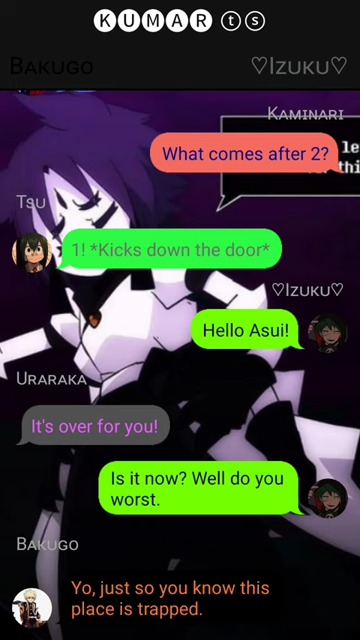 KUMAR ts
BAKUGO
♡IZUKU♡
KAMINARI
What comes after 2?
TSU
1! *Kicks down the door*
♡IZUKU♡
Hello Asui!
URARAKA
It's over for you!
Is it now? Well do you
worst.
BAKUGO
Yo, just so you know this
place is trapped.